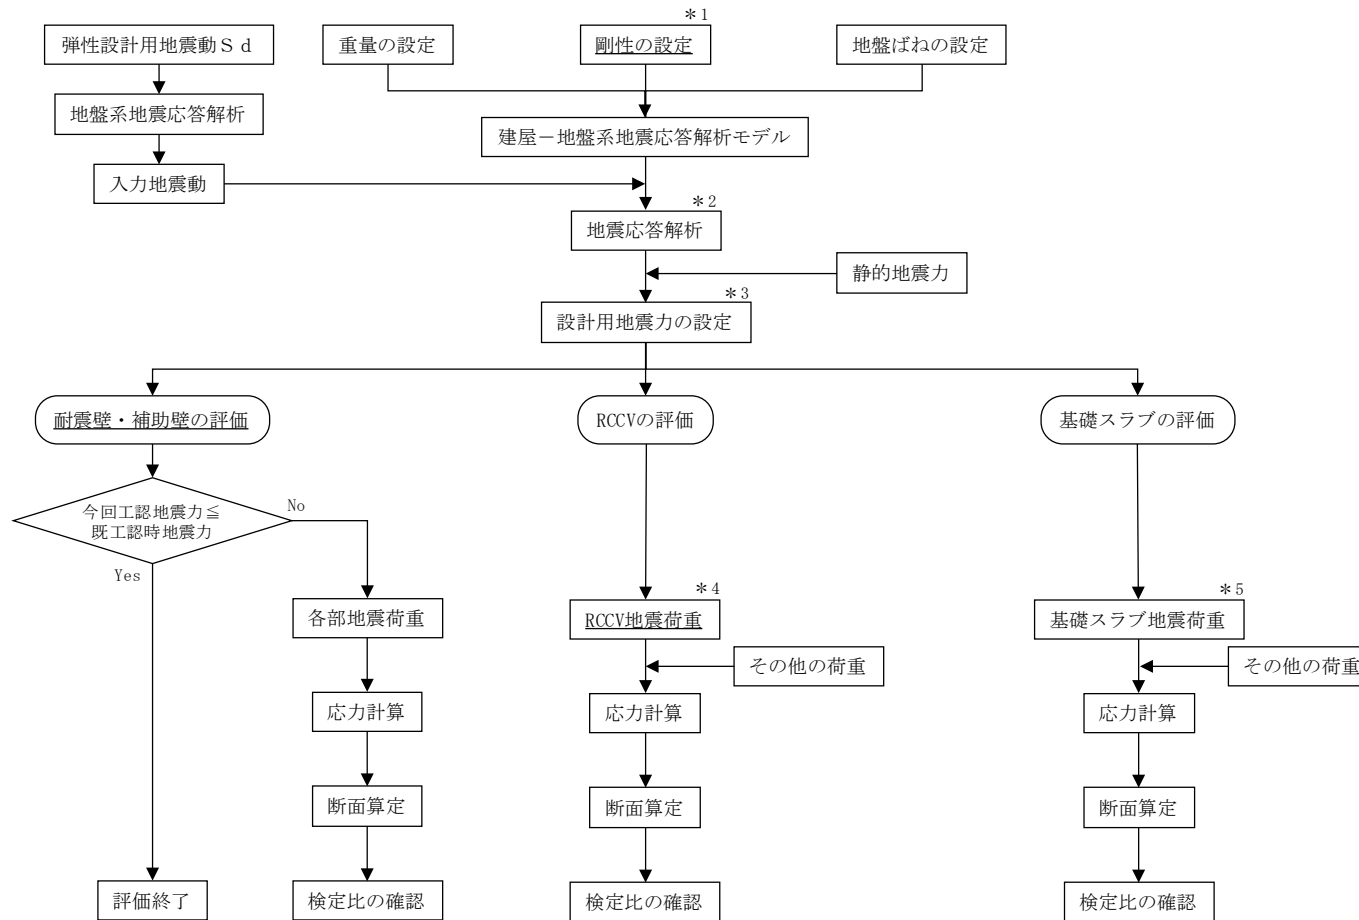 弾性設計用地震動Ｓｄ
重量の設定
＊1
剛性の設定
地盤ばねの設定
地盤系地震応答解析
建屋－地盤系地震応答解析モデル
入力地震動
＊2
地震応答解析
静的地震力
＊3
設計用地震力の設定
耐震壁・補助壁の評価
RCCVの評価
基礎スラブの評価
今回工認地震力≦
既工認時地震力
No
Yes
各部地震荷重
＊4
RCCV地震荷重
＊5
基礎スラブ地震荷重
その他の荷重
その他の荷重
応力計算
応力計算
応力計算
断面算定
断面算定
断面算定
評価終了
検定比の確認
検定比の確認
検定比の確認